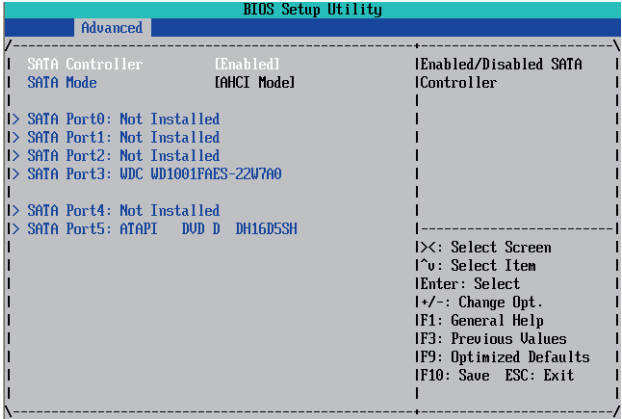 BIOS Setup Utility
Advanced
SATA Controller [Enabled]
SATA Mode [AHCI Mode]
> SATA Port0: Not Installed
> SATA Port1: Not Installed
> SATA Port2: Not Installed
> SATA Port3: WDC WD1001FAES-22W7A0
> SATA Port4: Not Installed
> SATA Port5: ATAPI DVD D DH16D5SH
Enabled/Disabled SATA
Controller
><: Select Screen
^v: Select Item
Enter: Select
+/-: Change Opt.
F1: General Help
F3: Previous Values
F9: Optimized Defaults
F10: Save ESC: Exit